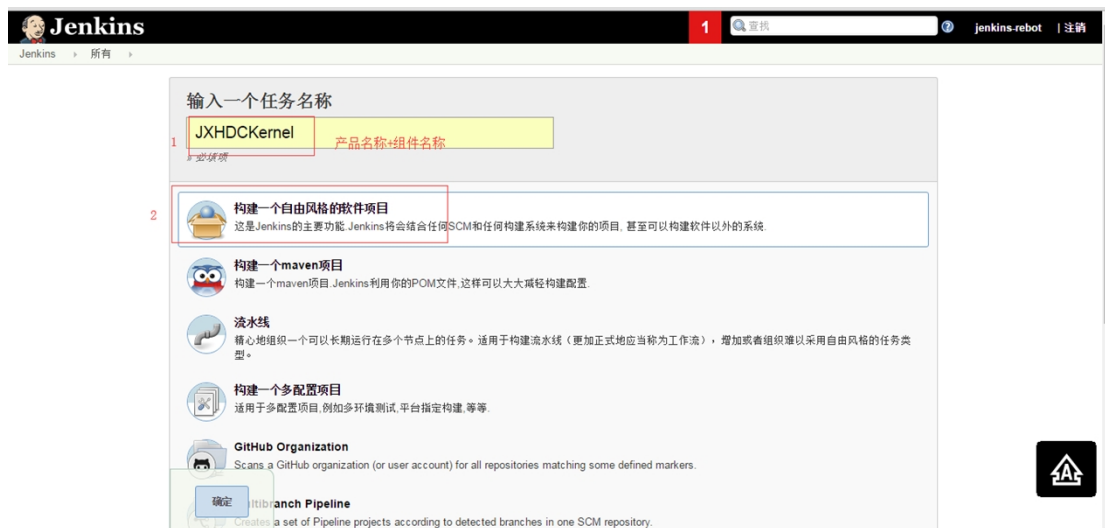 Jenkins
1
查找
jenkins-rebot
| 注销
Jenkins
所有
输入一个任务名称
1
JXHDCKernel
产品名称+组件名称
» 必填项
2
构建一个自由风格的软件项目
这是Jenkins的主要功能.Jenkins将会结合任何SCM和任何构建系统来构建你的项目, 甚至可以构建软件以外的系统.
构建一个maven项目
构建一个maven项目.Jenkins利用你的POM文件,这样可以大大减轻构建配置.
流水线
精心地组织一个可以长期运行在多个节点上的任务。适用于构建流水线（更加正式地应当称为工作流），增加或者组织难以采用自由风格的任务类
型。
构建一个多配置项目
适用于多配置项目,例如多环境测试,平台指定构建,等等.
GitHub Organization
Scans a GitHub organization (or user account) for all repositories matching some defined markers.
确定
ltibranch Pipeline
Creates a set of Pipeline projects according to detected branches in one SCM repository.